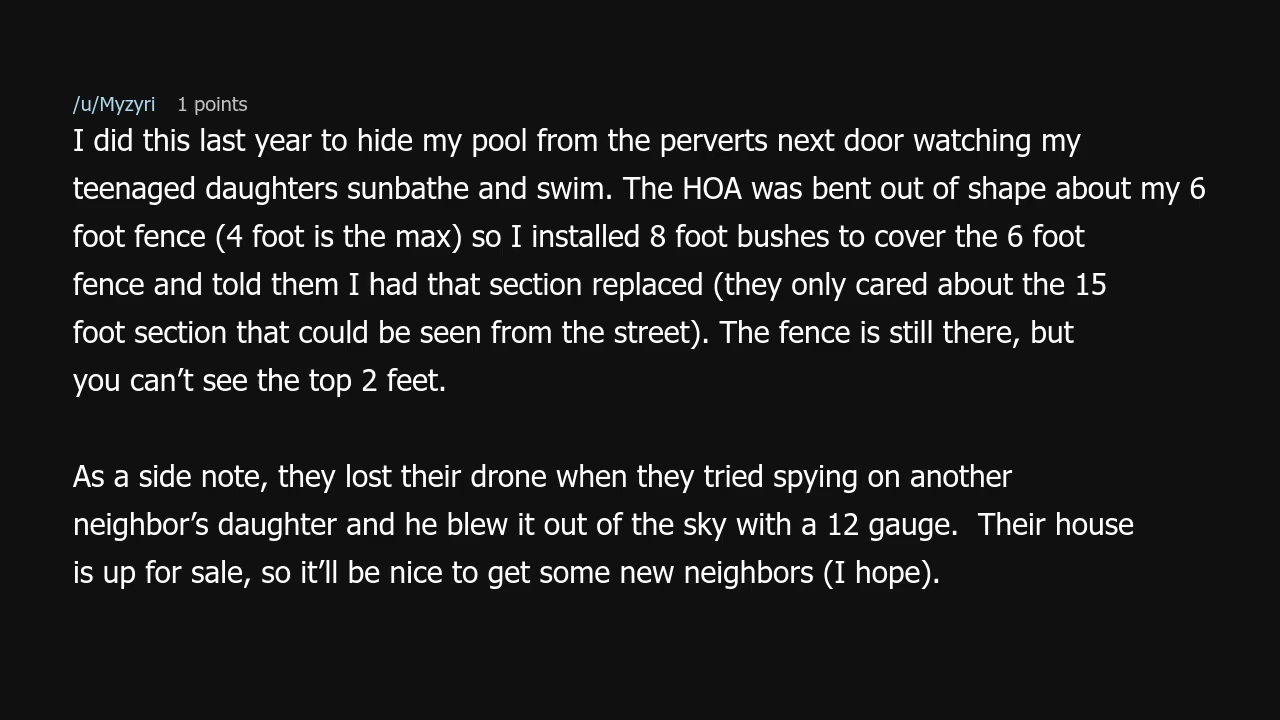 /u/Myzyri 1 points
I did this last year to hide my pool from the perverts next door watching my
teenaged daughters sunbathe and swim. The HOA was bent out of shape about my 6
foot fence (4 foot is the max) so I installed 8 foot bushes to cover the 6 foot
fence and told them I had that section replaced (they only cared about the 15
foot section that could be seen from the street). The fence is still there, but
you can’t see the top 2 feet.
As a side note, they lost their drone when they tried spying on another
neighbor’s daughter and he blew it out of the sky with a 12 gauge.  Their house
is up for sale, so it’ll be nice to get some new neighbors (I hope).